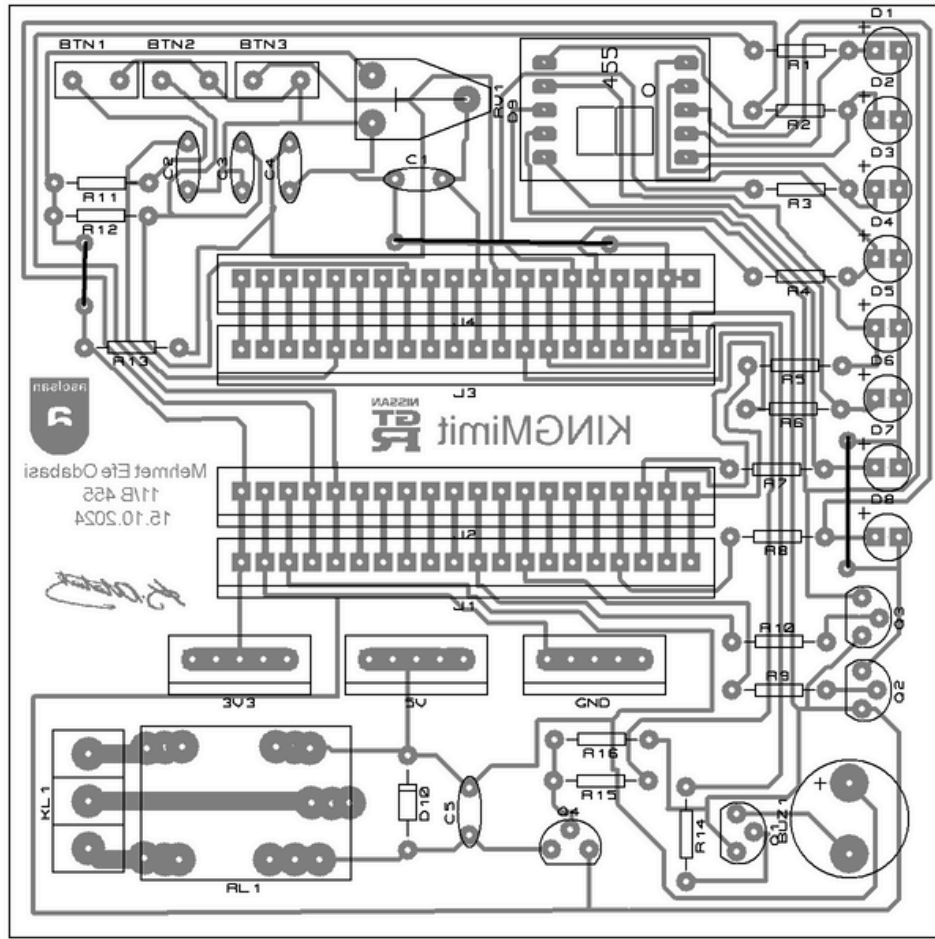 D1
BTN1 BTN2 BTN3
455
R1
RV1
D9
D2
R2
D3
C1
C2 C3 C4
R11
R3
R12
D4
R4
D5
J4
R13
D6
R5
J3
aselsan
a
NISSAN
GT
R
KINGMimit
R6
D7
Mehmet Efe Odabasi
R7
11/B 455
D8
15.10.2024
J2
R8
J1
Q3
R10
R9
Q2
3V3 5V GND
R16
R15
KL1
D10
C5
Q4
R14
Q1
BUZ1
RL1